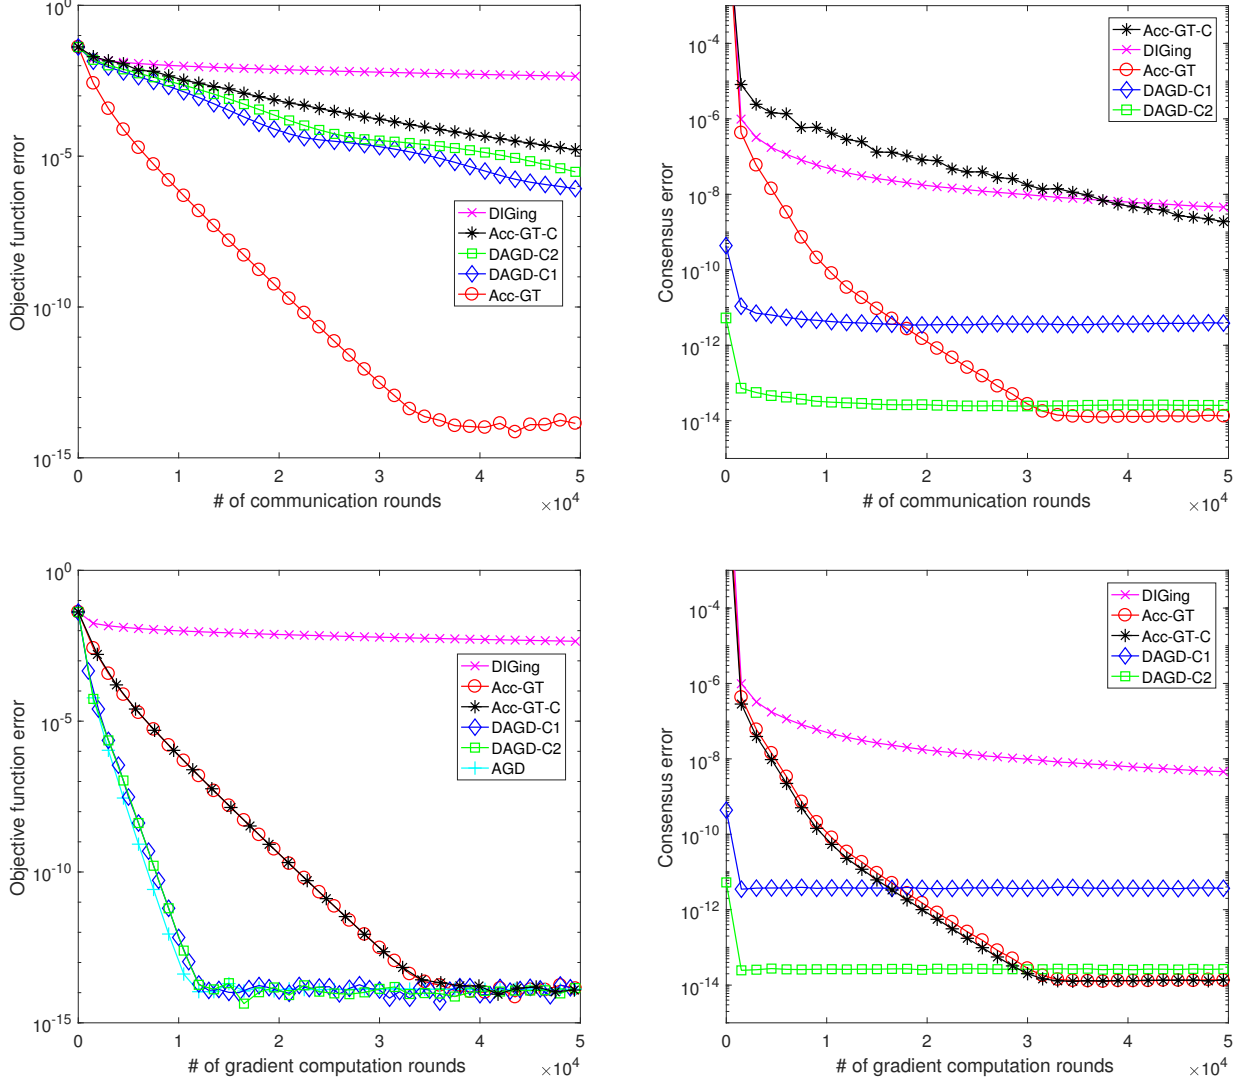 10^0
10^-5
10^-10
10^-15
Objective function error
0 1 2 3 4 5
# of communication rounds
×10^4
DIGing
Acc-GT-C
DAGD-C2
DAGD-C1
Acc-GT
10^-4
10^-6
10^-8
10^-10
10^-12
10^-14
Consensus error
0 1 2 3 4 5
# of communication rounds
×10^4
Acc-GT-C
DIGing
Acc-GT
DAGD-C1
DAGD-C2
10^0
10^-5
10^-10
10^-15
Objective function error
0 1 2 3 4 5
# of gradient computation rounds
×10^4
DIGing
Acc-GT
Acc-GT-C
DAGD-C1
DAGD-C2
AGD
10^-4
10^-6
10^-8
10^-10
10^-12
10^-14
Consensus error
0 1 2 3 4 5
# of gradient computation rounds
×10^4
DIGing
Acc-GT
Acc-GT-C
DAGD-C1
DAGD-C2